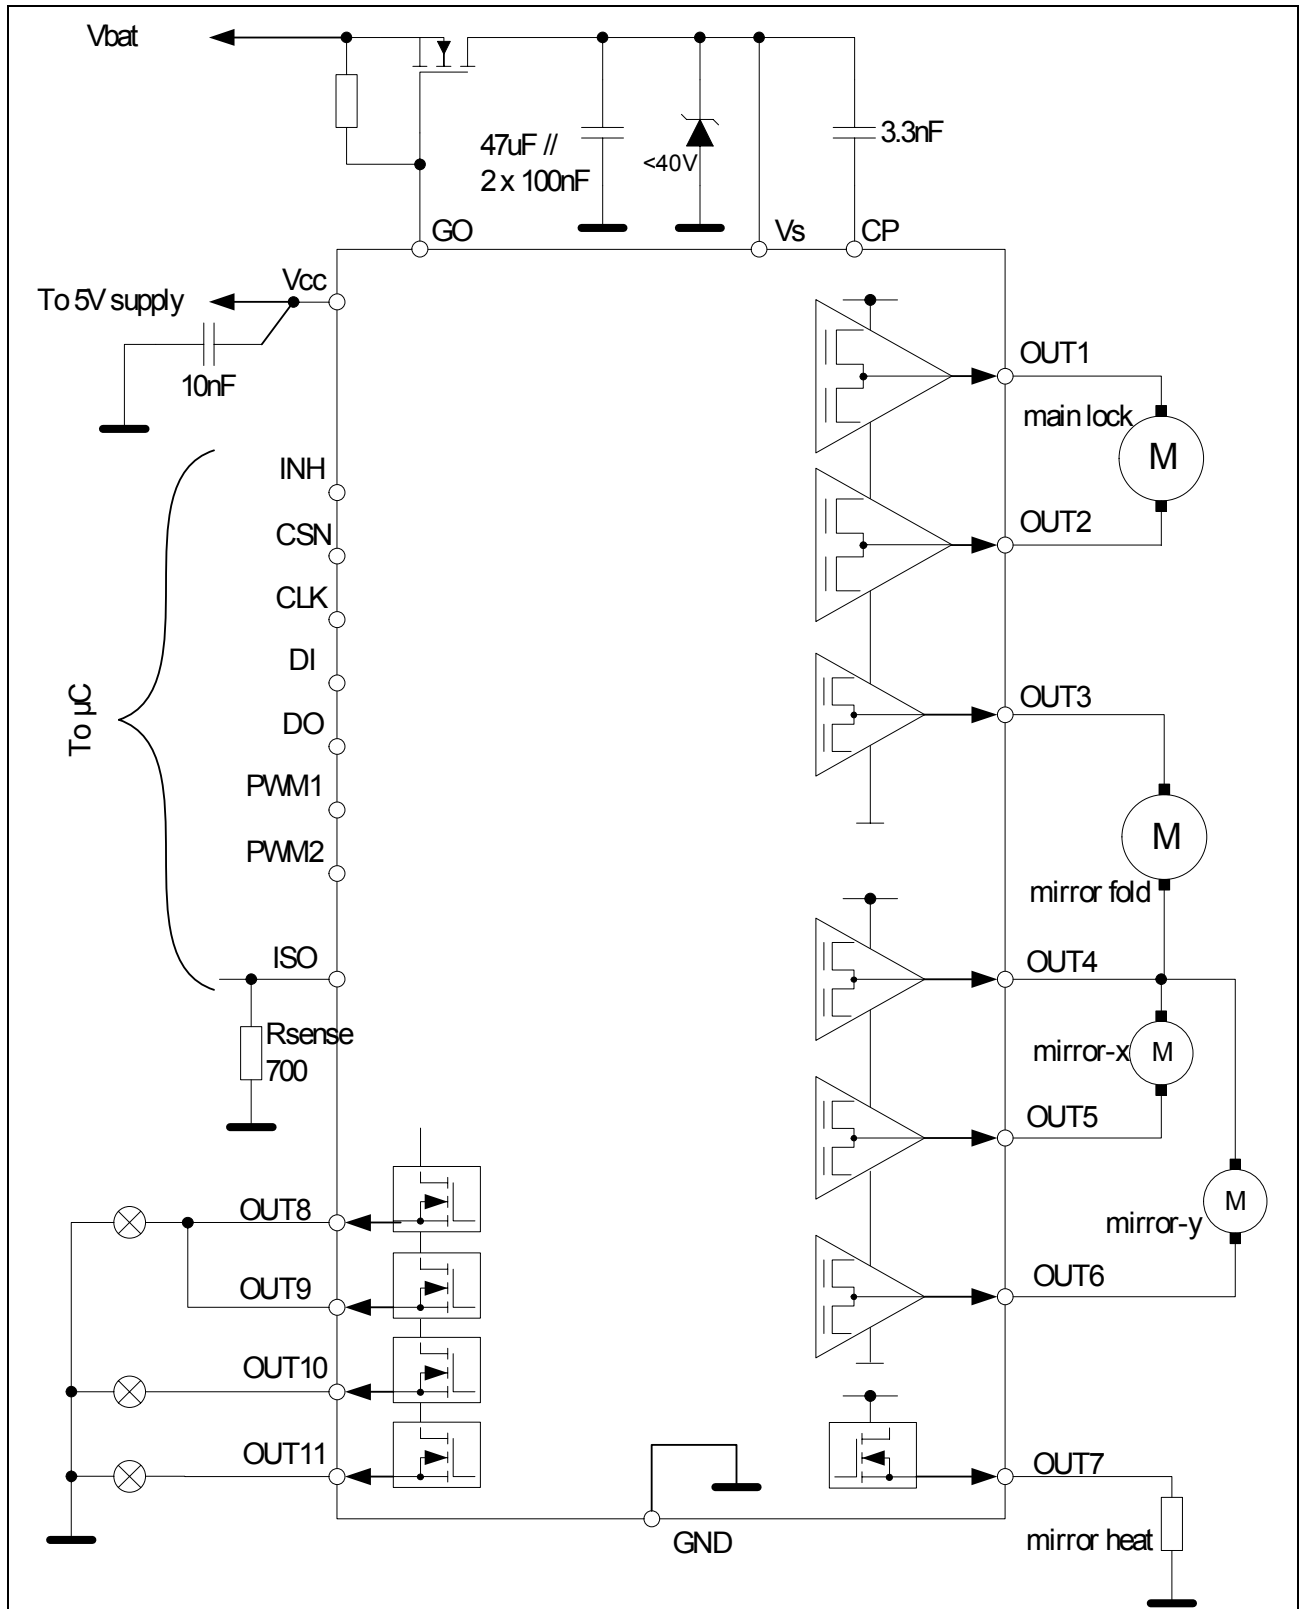 Vbat
47uF //
2 x 100nF
<40V
3.3nF
GO
Vs
CP
Vcc
To 5V supply
10nF
OUT1
main lock
M
INH
CSN
OUT2
CLK
DI
To µC
DO
OUT3
PWM1
PWM2
M
mirror fold
ISO
OUT4
Rsense
700
mirror-x
M
OUT5
OUT8
M
mirror-y
OUT9
OUT6
OUT10
OUT11
OUT7
GND
mirror heat